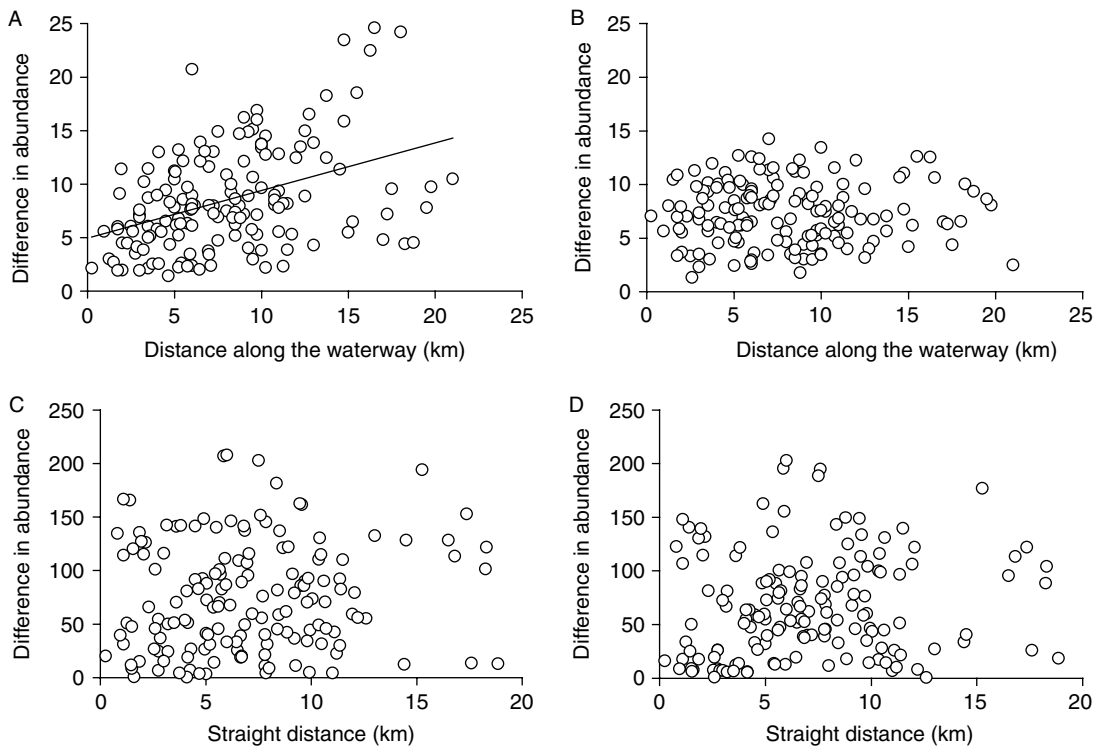 A
Difference in abundance
25
20
15
10
5
0
0 5 10 15 20 25
Distance along the waterway (km)
B
Difference in abundance
25
20
15
10
5
0
0 5 10 15 20 25
Distance along the waterway (km)
C
Difference in abundance
250
200
150
100
50
0
0 5 10 15 20
Straight distance (km)
D
Difference in abundance
250
200
150
100
50
0
0 5 10 15 20
Straight distance (km)